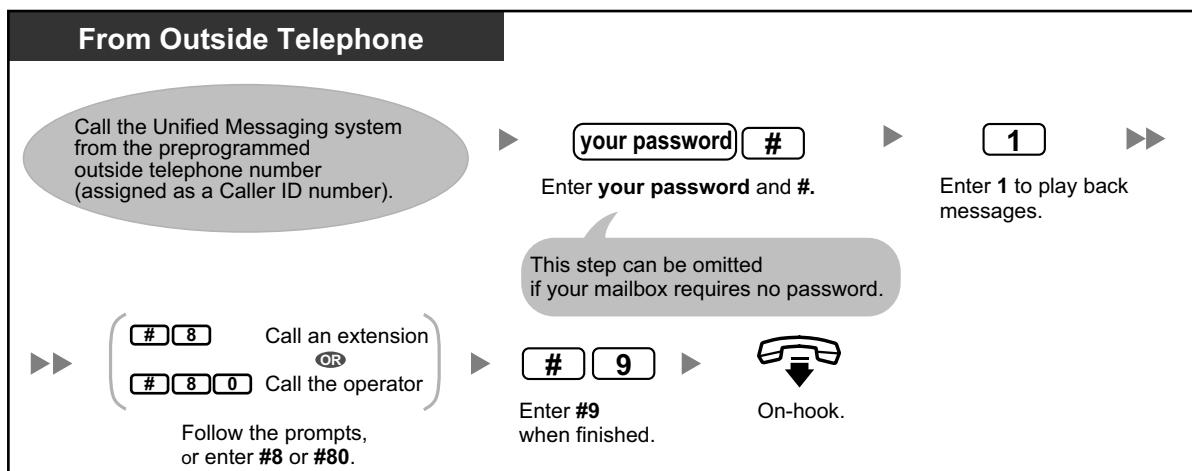 From Outside Telephone
Call the Unified Messaging system
from the preprogrammed
outside telephone number
(assigned as a Caller ID number).
your password #
Enter your password and #.
This step can be omitted
if your mailbox requires no password.
1
Enter 1 to play back
messages.
# 8 Call an extension
OR
# 8 0 Call the operator
Follow the prompts,
or enter #8 or #80.
# 9
Enter #9
when finished.
On-hook.